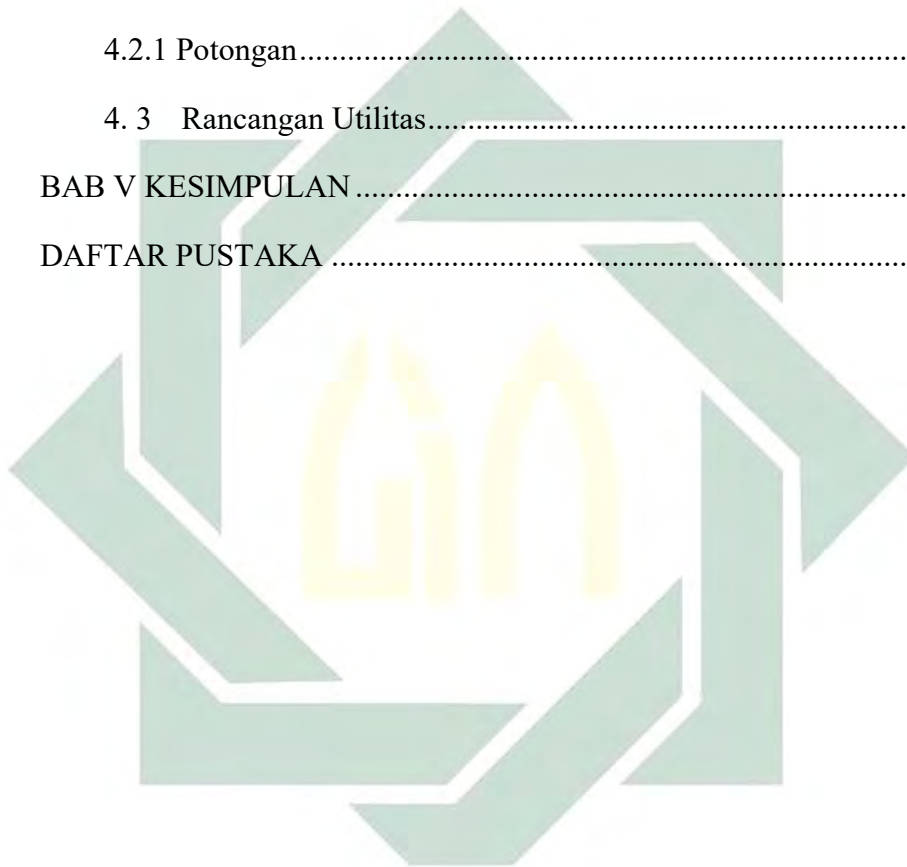 4.2.1 Potongan...........................................................................
4. 3 Rancangan Utilitas...........................................................
BAB V KESIMPULAN.....................................................................
DAFTAR PUSTAKA ........................................................................